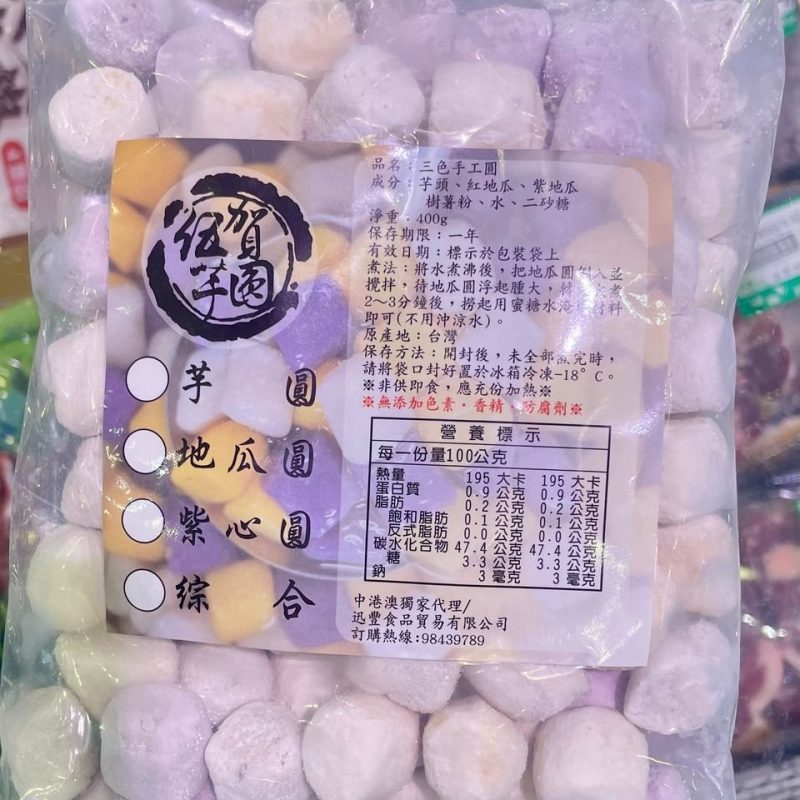 伍賀
芋圓
芋 圓
地瓜圓
紫心圓
綜 合
品名：三色手工圓
成分：芋頭、紅地瓜、紫地瓜
樹薯粉、水、二砂糖
淨重：400g
保存期限：一年
有效日期：標示於包裝袋上
煮法：將水煮沸後，把地瓜圓倒入並
攪拌，待地瓜圓浮起腫大，煮
2～3分鐘後，撈起用蜜糖水淹材料
即可(不用沖涼水)。
原產地：台灣
保存方法：開封後，未全部煮完時，
請將袋口封好置於冰箱冷凍-18°C。
※非供即食，應充份加熱※
※無添加色素．香精．防腐劑※
營 養 標 示
每一份量100公克
熱量 195 大卡 195 大卡
蛋白質 0.9 公克 0.9 公克
脂肪 0.2 公克 0.2 公克
飽和脂肪 0.1 公克 0.1 公克
反式脂肪 0.0 公克 0.0 公克
碳水化合物 47.4 公克 47.4 公克
糖 3.3 公克 3.3 公克
鈉 3 毫克 3 毫克
中港澳獨家代理/
迅豐食品貿易有限公司
訂購熱線:98439789